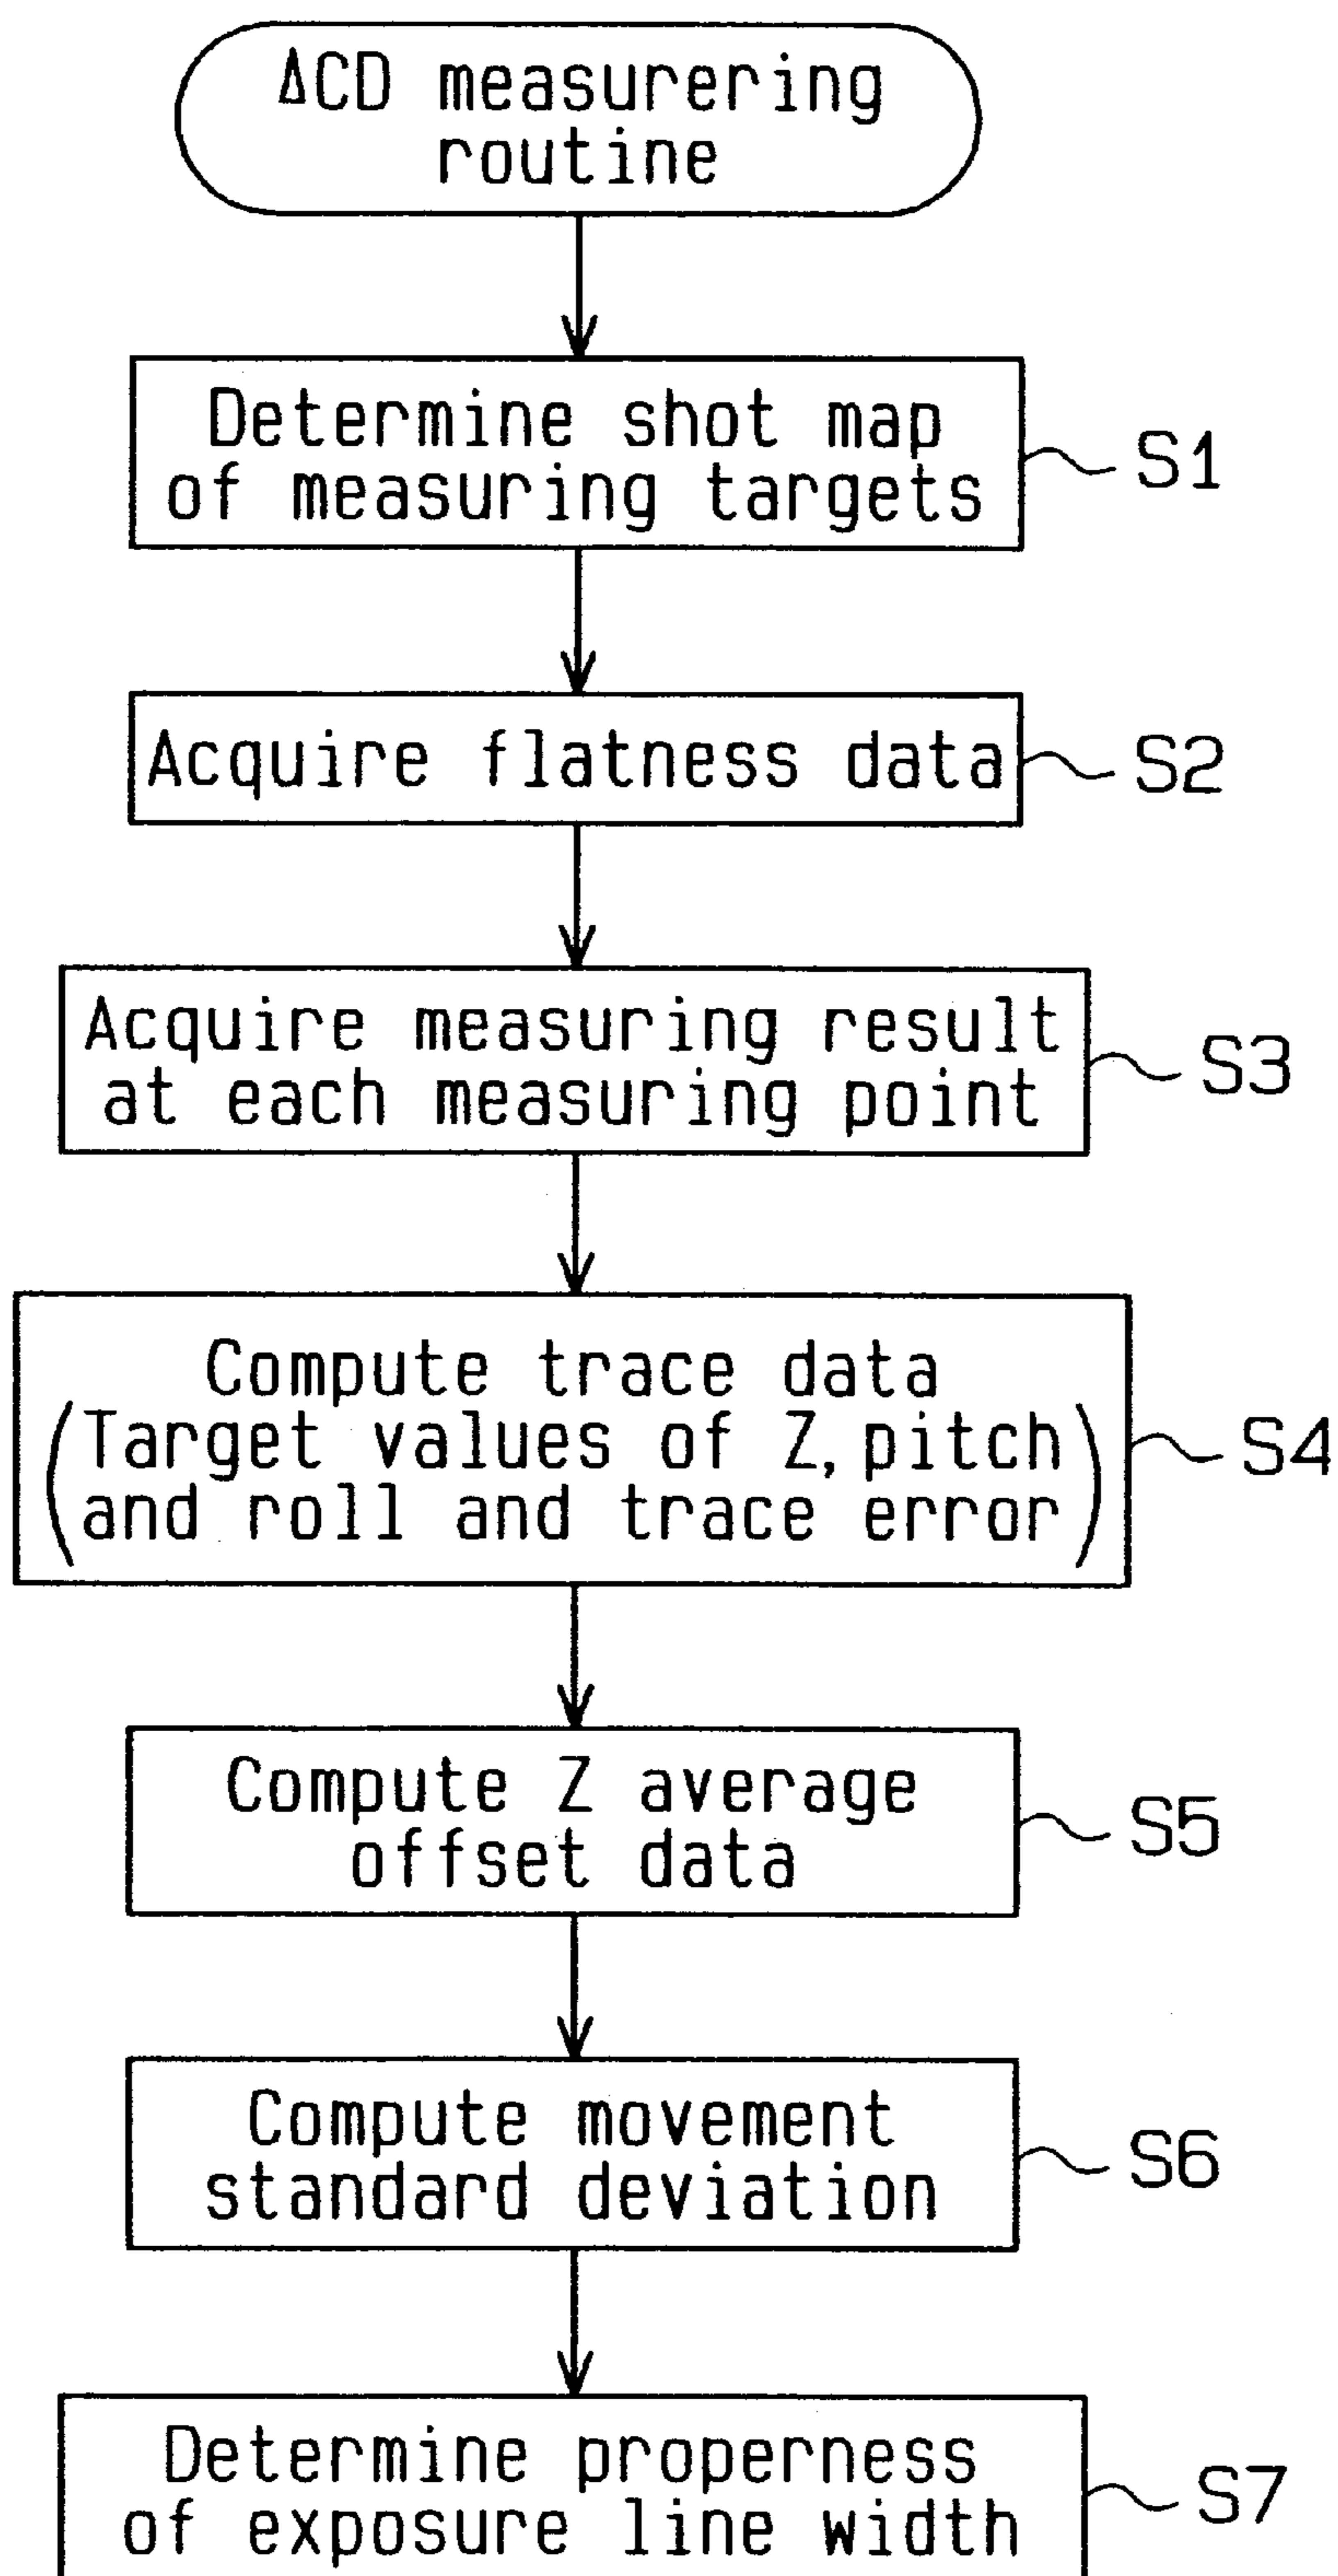 ΔCD measurering
routine
Determine shot map
of measuring targets
S1
Acquire flatness data
S2
Acquire measuring result
at each measuring point
S3
Compute trace data
(Target values of Z, pitch
and roll and trace error)
S4
Compute Z average
offset data
S5
Compute movement
standard deviation
S6
Determine properness
of exposure line width
S7